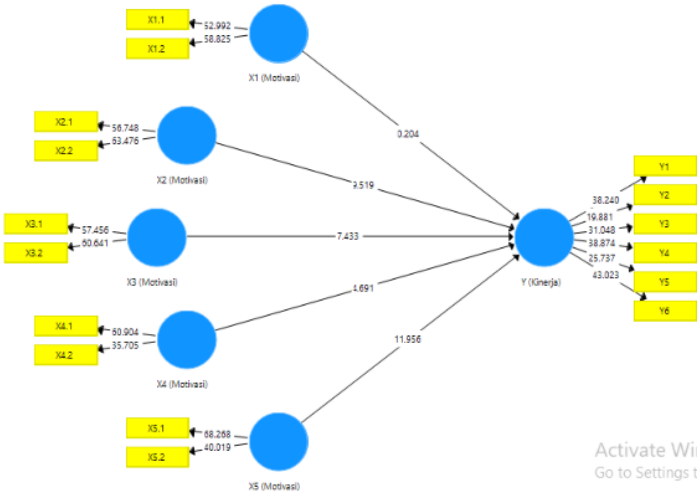 X1.1
52.992
X1.2
58.825
X1 (Motivasi)
0.204
X2.1
56.748
X2.2
63.476
X2 (Motivasi)
9.519
X3.1
57.456
X3.2
60.641
X3 (Motivasi)
7.433
X4.1
60.904
X4.2
35.705
X4 (Motivasi)
4.691
X5.1
68.268
X5.2
40.019
X5 (Motivasi)
11.956
Y (Kinerja)
38.240
Y1
19.881
Y2
31.048
Y3
38.874
Y4
25.737
Y5
43.023
Y6
Activate Wi
Go to Settings t